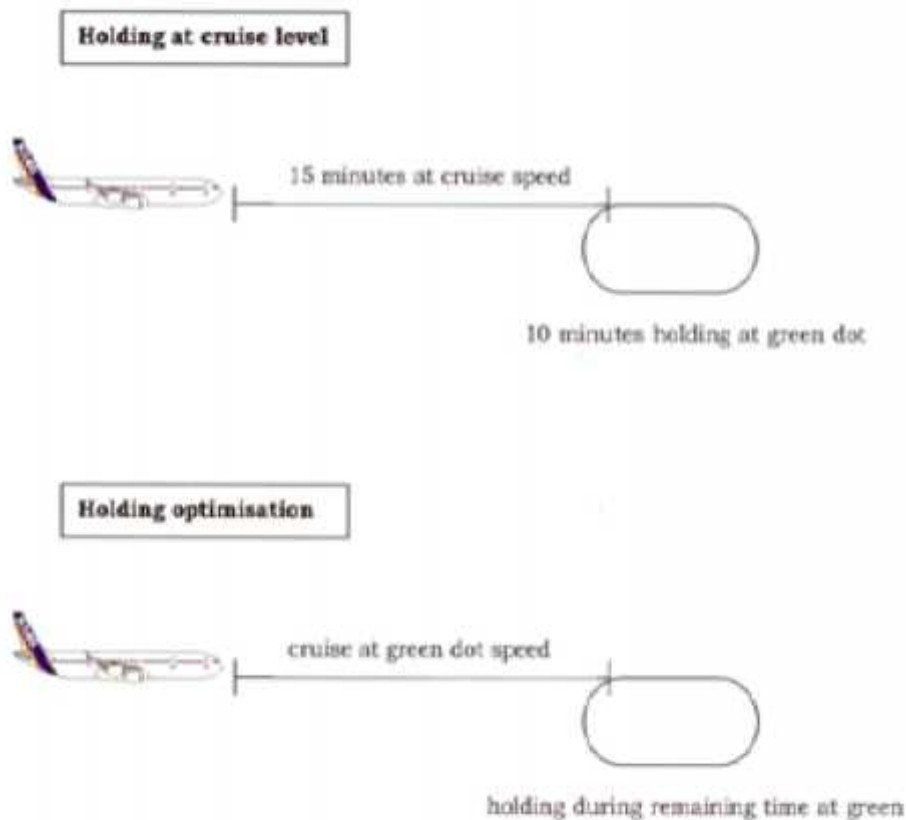 Holding at cruise level
15 minutes at cruise speed
10 minutes holding at green dot
Holding optimisation
cruise at green dot speed
holding during remaining time at green